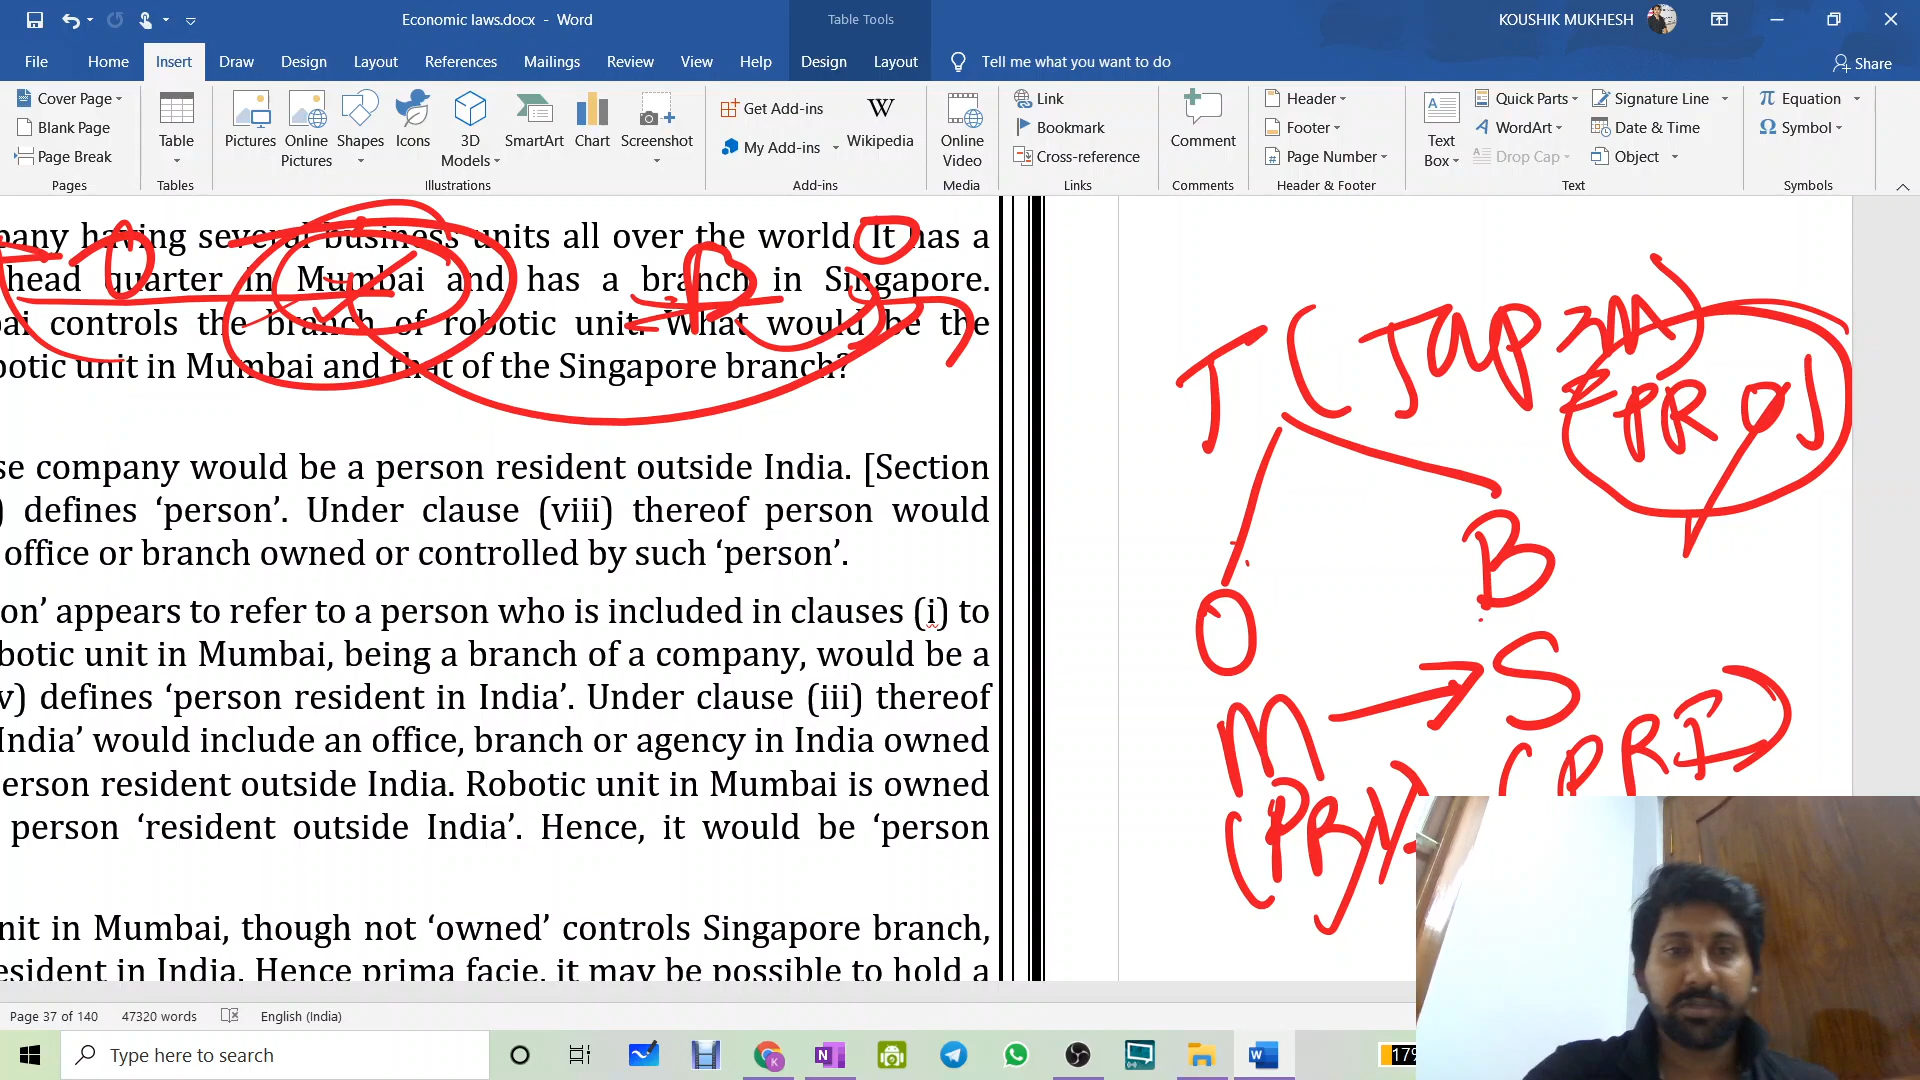 Economic laws.docx - Word
Table Tools
KOUSHIK MUKHESH
File Home Insert Draw Design Layout References Mailings Review View Help Design Layout Tell me what you want to do Share
Cover Page
Blank Page
Page Break
Pages
Table
Tables
Pictures
Online Pictures
Shapes
Icons
3D Models
SmartArt
Chart
Screenshot
Illustrations
Get Add-ins
My Add-ins
Wikipedia
Add-ins
Online Video
Media
Link
Bookmark
Cross-reference
Links
Comment
Comments
Header
Footer
Page Number
Header & Footer
Text Box
Quick Parts
WordArt
Drop Cap
Signature Line
Date & Time
Object
Text
Equation
Symbol
Symbols
pany having several business units all over the world. It has a
head quarter in Mumbai and has a branch in Singapore.
ai controls the branch of robotic unit. What would be the
botic unit in Mumbai and that of the Singapore branch?
se company would be a person resident outside India. [Section
) defines ‘person’. Under clause (viii) thereof person would
office or branch owned or controlled by such ‘person’.
on’ appears to refer to a person who is included in clauses (i) to
botic unit in Mumbai, being a branch of a company, would be a
v) defines ‘person resident in India’. Under clause (iii) thereof
India’ would include an office, branch or agency in India owned
erson resident outside India. Robotic unit in Mumbai is owned
person ‘resident outside India’. Hence, it would be ‘person
nit in Mumbai, though not ‘owned’ controls Singapore branch,
esident in India. Hence prima facie, it may be possible to hold a
O
B
J (Japan)
PROI
O
B
M
S
(PRI)
Page 37 of 140 47320 words English (India)
Type here to search
17%